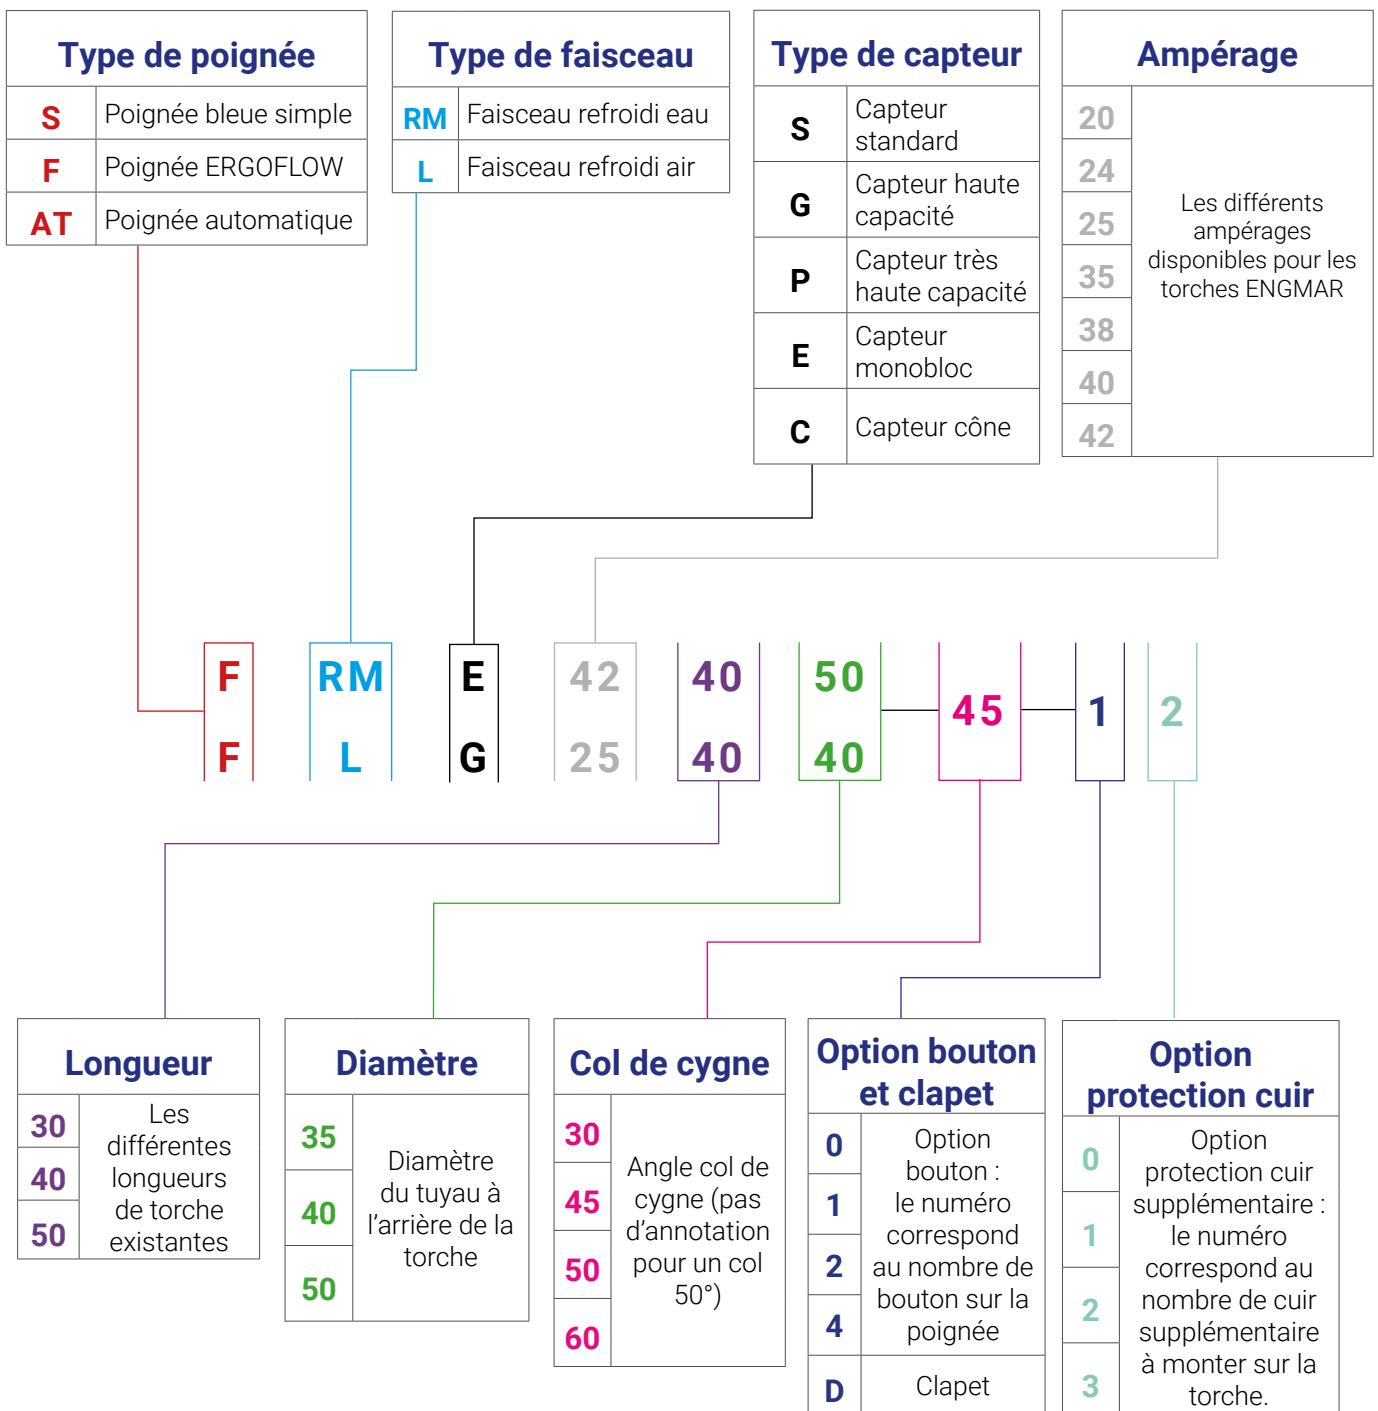 Type de poignée
S Poignée bleue simple
F Poignée ERGOFLOW
AT Poignée automatique
Type de faisceau
RM Faisceau refroidi eau
L Faisceau refroidi air
Type de capteur
S Capteur
standard
G Capteur haute
capacité
P Capteur très
haute capacité
E Capteur
monobloc
C Capteur cône
Ampérage
20
24
25
35
38
40
42
Les différents
ampérages
disponibles pour les
torches ENGMAR
F RM E 42 40 50
45 1 2
F L G 25 40 40
Longueur
30
40
50
Les
différentes
longueurs
de torche
existantes
Diamètre
35
40
50
Diamètre
du tuyau à
l’arrière de la
torche
Col de cygne
30
45
50
60
Angle col de
cygne (pas
d’annotation
pour un col
50°)
Option bouton
et clapet
0
1
2
4
Option
bouton :
le numéro
correspond
au nombre de
bouton sur la
poignée
D Clapet
Option
protection cuir
0
1
2
3
Option
protection cuir
supplémentaire :
le numéro
correspond au
nombre de cuir
supplémentaire
à monter sur la
torche.